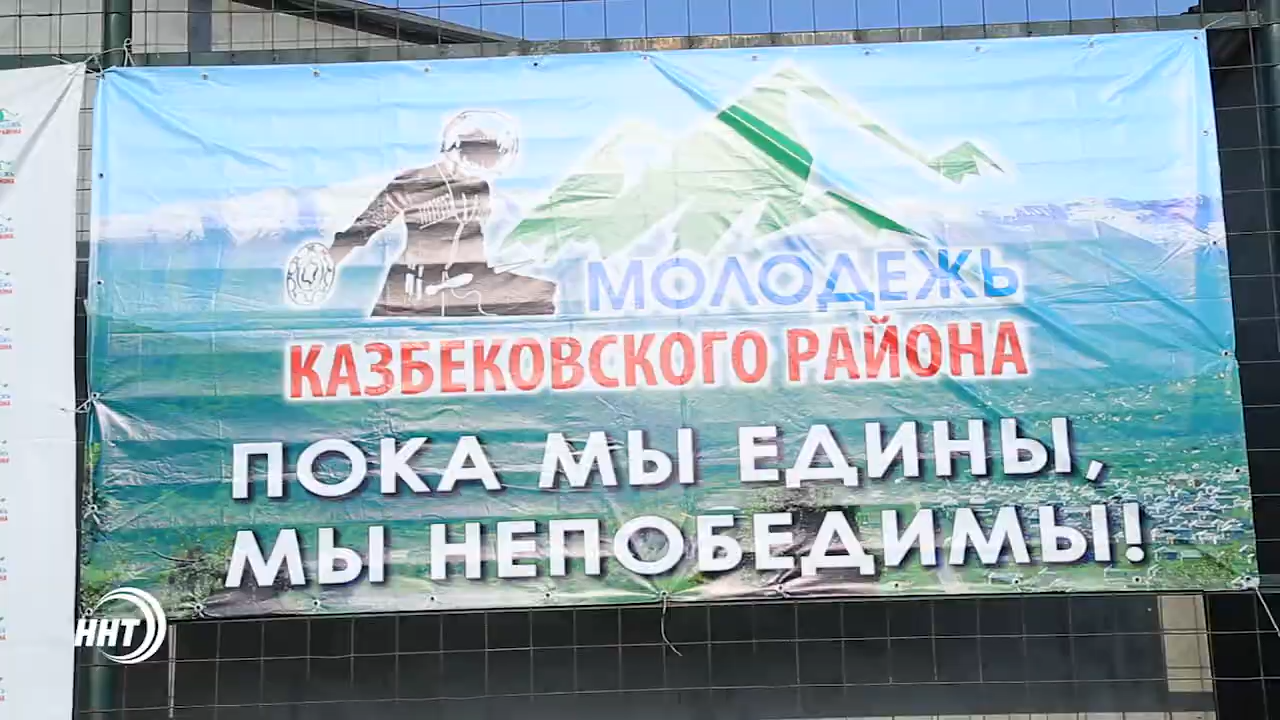 МОЛОДЕЖЬ
КАЗБЕКОВСКОГО РАЙОНА
ПОКА МЫ ЕДИНЫ,
МЫ НЕПОБЕДИМЫ!
ННТ